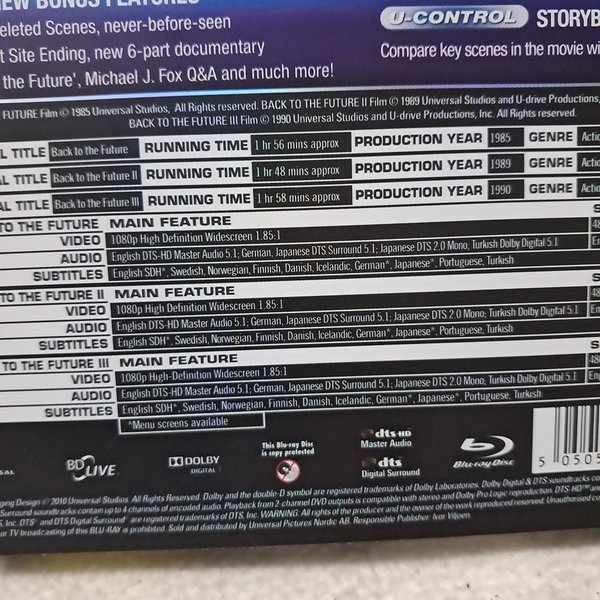 NEW BONUS FEATURES
eleted Scenes, never-before-seen
t Site Ending, new 6-part documentary
the Future', Michael J. Fox Q&A and much more!
U-CONTROL STORYB
Compare key scenes in the movie wi
FUTURE Film © 1985 Universal Studios, All Rights reserved. BACK TO THE FUTURE II Film © 1989 Universal Studios and U-drive Productions,
BACK TO THE FUTURE III Film © 1990 Universal Studios and U-drive Productions, Inc. All Rights reserved.
AL TITLE Back to the Future RUNNING TIME 1 hr 56 mins approx PRODUCTION YEAR 1985 GENRE Actio
AL TITLE Back to the Future II RUNNING TIME 1 hr 48 mins approx PRODUCTION YEAR 1989 GENRE Actio
AL TITLE Back to the Future III RUNNING TIME 1 hr 58 mins approx PRODUCTION YEAR 1990 GENRE Actio
TO THE FUTURE MAIN FEATURE S
VIDEO 1080p High Definition Widescreen 1.85:1 48
AUDIO English DTS-HD Master Audio 5.1; German, Japanese DTS Surround 5.1; Japanese DTS 2.0 Mono, Turkish Dolby Digital 5.1 En
SUBTITLES English SDH*, Swedish, Norwegian, Finnish, Danish, Icelandic, German*, Japanese*, Portuguese, Turkish
TO THE FUTURE II MAIN FEATURE S
VIDEO 1080p High Definition Widescreen 1.85:1 48
AUDIO English DTS-HD Master Audio 5.1; German, Japanese DTS Surround 5.1; Japanese DTS 2.0 Mono; Turkish Dolby Digital 5.1 En
SUBTITLES English SDH*, Swedish, Norwegian, Finnish, Danish, Icelandic, German*, Japanese*, Portuguese, Turkish
TO THE FUTURE III MAIN FEATURE S
VIDEO 1080p High-Definition Widescreen 1.85:1 48
AUDIO English DTS-HD Master Audio 5.1; German, Japanese DTS Surround 5.1; Japanese DTS 2.0 Mono; Turkish Dolby Digital 5.1 En
SUBTITLES English SDH*, Swedish, Norwegian, Finnish, Danish, Icelandic, German*, Japanese*, Portuguese, Turkish
*Menu screens available
SAL
BD LIVE
DOLBY
DIGITAL
This Blu-ray Disc
is copy protected
dts-HD
Master Audio
dts
Digital Surround
Blu-ray Disc
5 0505
ging Design © 2010 Universal Studios. All Rights Reserved. Dolby and the double-D symbol are registered trademarks of Dolby Laboratories. Dolby Digital & DTS soundtracks con
Surround soundtracks contain up to 4 channels of encoded audio. Playback from 2-channel DVD outputs is compatible with stereo and Dolby Pro Logic reproduction. DTS HD™ and
S, Inc. DTS and DTS Digital Surround are registered trademarks of DTS, Inc. WARNING: All rights of the producer and the owner of the work reproduced reserved. Unauthorised co
or TV broadcasting of this BLU-RAY is prohibited. Sold and distributed by Universal Pictures Nordic AB. Responsible Publisher: Ivor Viljoen.